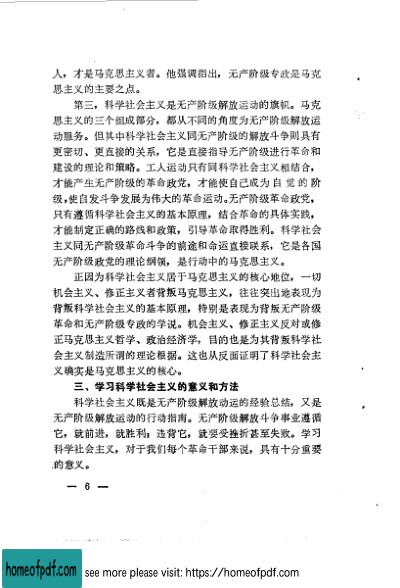 人，才是马克思主义者。他强调指出，无产阶级专政是马克
思主义的主要之点。
第三，科学社会主义是无产阶级解放运动的旗帜。马克
思主义的三个组成部分，都从不同的角度为无产阶级解放运
动服务。但其中科学社会主义同无产阶级的解放斗争则具有
更密切、更直接的关系，它是直接指导无产阶级进行革命和
建设的理论和策略。工人运动只有同科学社会主义相结合，
才能产生无产阶级的革命政党，才能使自己成为自觉的阶
级，使自发斗争发展为伟大的革命运动。无产阶级革命政党，
只有遵循科学社会主义的基本原理，结合革命的具体实践，
才能制定正确的路线和政策，引导革命取得胜利。科学社会
主义同无产阶级革命斗争的前途和命运直接联系，它是各国
无产阶级政党的理论纲领，是行动中的马克思主义。
正因为科学社会主义居于马克思主义的核心地位，一切
机会主义、修正主义者背叛马克思主义，往往突出地表现为
背叛科学社会主义的基本原理，特别是表现为背叛无产阶级
革命和无产阶级专政的学说。机会主义、修正主义反对或修
正马克思主义哲学、政治经济学，目的也是为其背叛科学社
会主义制造所谓的理论根据。这也从反面证明了科学社会主
义确实是马克思主义的核心。
三、学习科学社会主义的意义和方法
科学社会主义既是无产阶级解放动运的经验总结，又是
无产阶级解放运动的行动指南。无产阶级解放斗争事业遵循
它，就前进，就胜利；违背它，就要受挫折甚至失败。学习
科学社会主义，对于我们每个革命干部来说，具有十分重要
的意义。
— 6 —
homeofpdf.com
see more please visit: https://homeofpdf.com